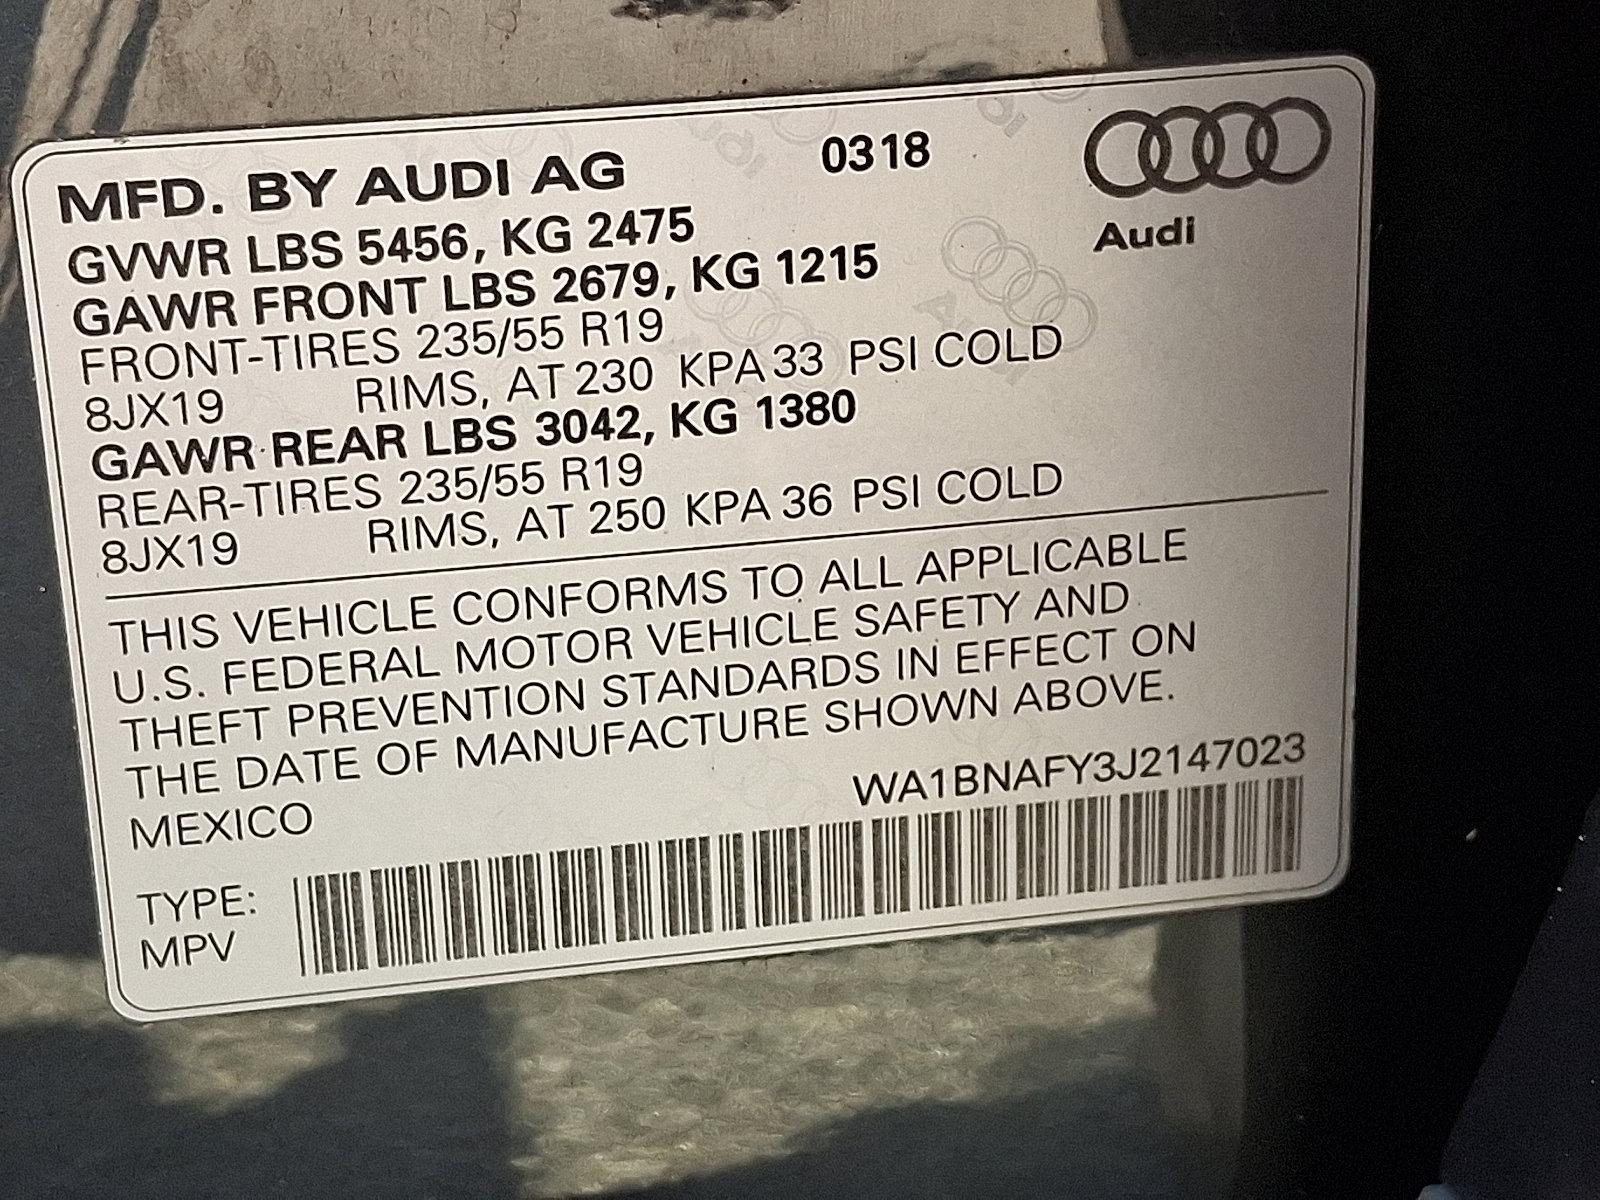 MFD. BY AUDI AG 0318
Audi
GVWR LBS 5456, KG 2475
GAWR FRONT LBS 2679, KG 1215
FRONT-TIRES 235/55 R19
8JX19 RIMS, AT 230 KPA 33 PSI COLD
GAWR REAR LBS 3042, KG 1380
REAR-TIRES 235/55 R19
8JX19 RIMS, AT 250 KPA 36 PSI COLD
THIS VEHICLE CONFORMS TO ALL APPLICABLE
U.S. FEDERAL MOTOR VEHICLE SAFETY AND
THEFT PREVENTION STANDARDS IN EFFECT ON
THE DATE OF MANUFACTURE SHOWN ABOVE.
MEXICO WA1BNAFY3J2147023
TYPE:
MPV